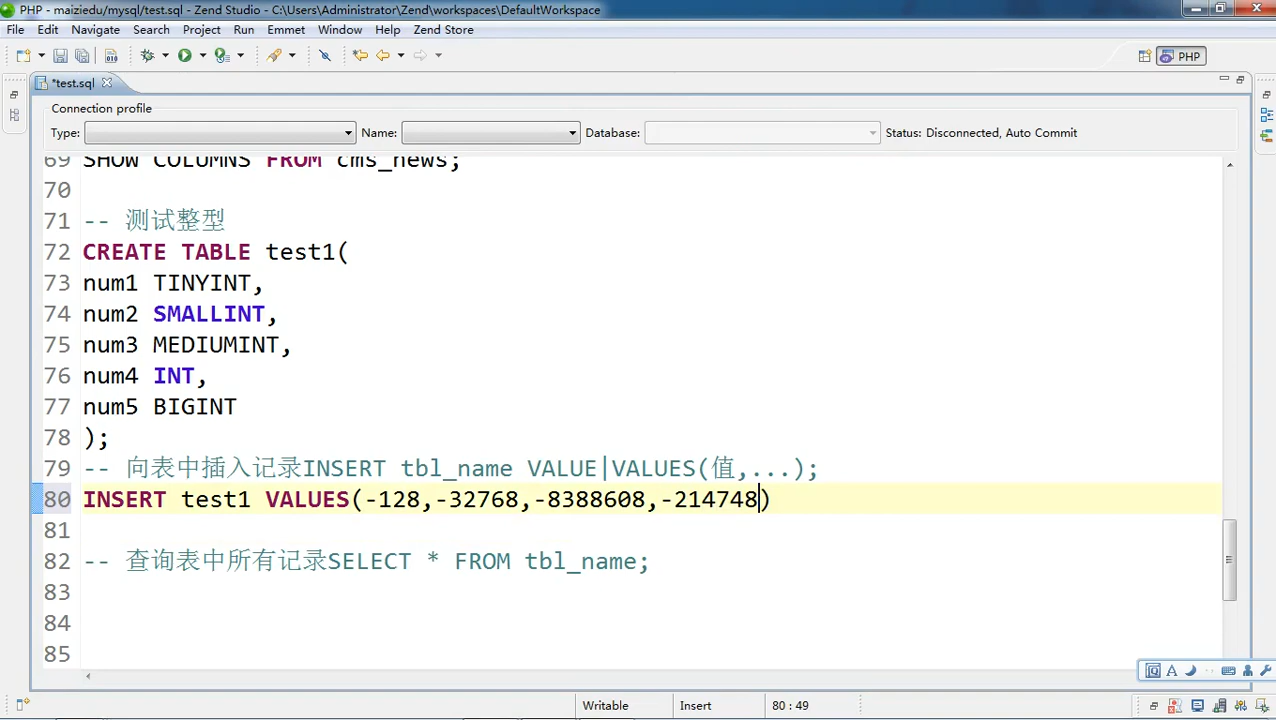 PHP - maiziedu/mysql/test.sql - Zend Studio - C:\Users\Administrator\Zend\workspaces\DefaultWorkspace
File Edit Navigate Search Project Run Emmet Window Help Zend Store
PHP
*test.sql
Connection profile
Type: Name: Database: Status: Disconnected, Auto Commit
69 SHOW COLUMNS FROM cms_news;
70
71 -- 测试整型
72 CREATE TABLE test1(
73 num1 TINYINT,
74 num2 SMALLINT,
75 num3 MEDIUMINT,
76 num4 INT,
77 num5 BIGINT
78 );
79 -- 向表中插入记录INSERT tbl_name VALUE|VALUES(值,...);
80 INSERT test1 VALUES(-128,-32768,-8388608,-214748)
81
82 -- 查询表中所有记录SELECT * FROM tbl_name;
83
84
85
Writable Insert 80 : 49